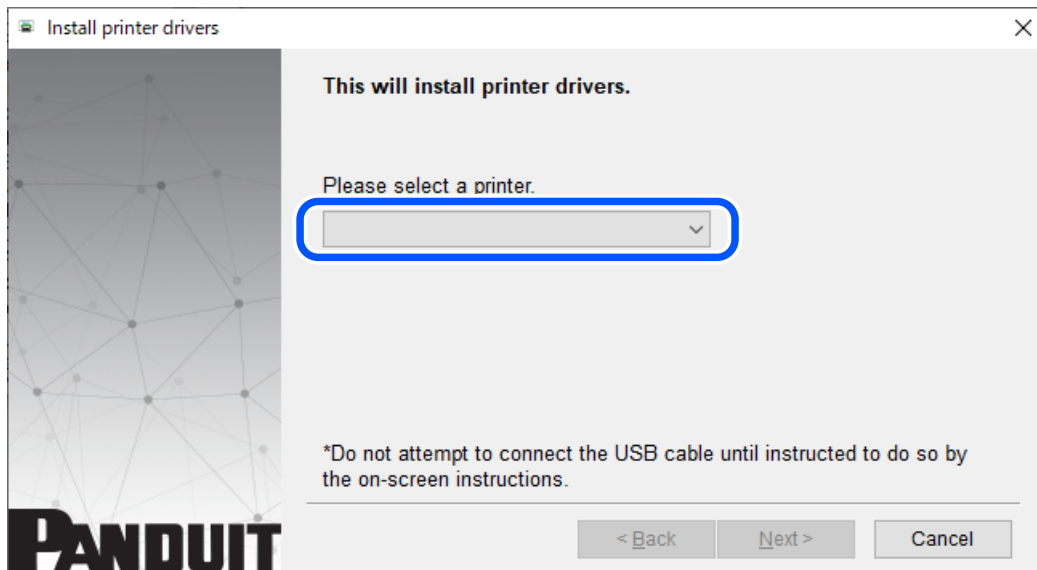 Install printer drivers
This will install printer drivers.
Please select a printer.
*Do not attempt to connect the USB cable until instructed to do so by
the on-screen instructions.
PANDUIT
< Back Next > Cancel